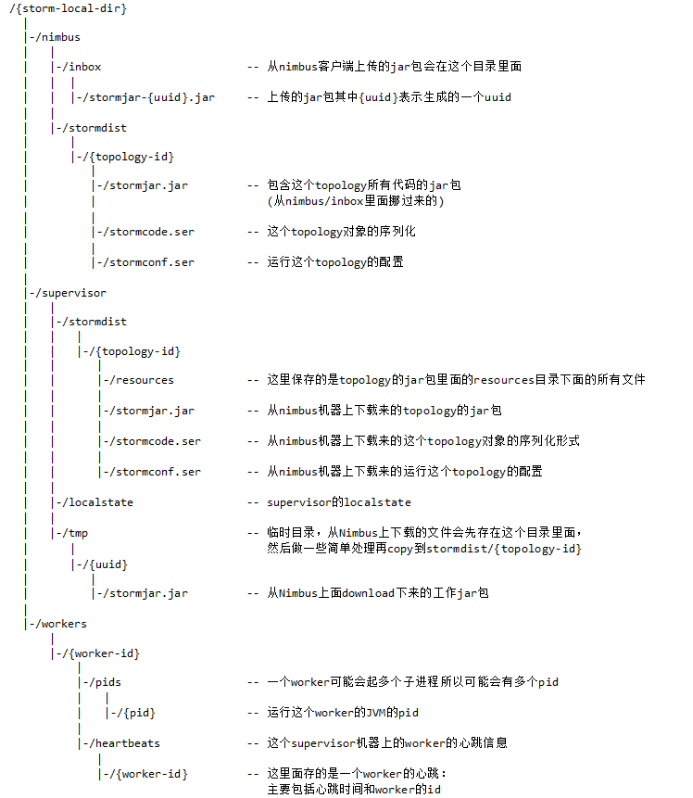 /{storm-local-dir}
|
|-/nimbus
| |
| |-/inbox -- 从nimbus客户端上传的jar包会在这个目录里面
| | |
| | |-/stormjar-{uuid}.jar -- 上传的jar包其中{uuid}表示生成的一个uuid
| |
| |-/stormdist
| |
| |-/{topology-id}
| |
| |-/stormjar.jar -- 包含这个topology所有代码的jar包
| | (从nimbus/inbox里面挪过来的)
| |
| |-/stormcode.ser -- 这个topology对象的序列化
| |
| |-/stormconf.ser -- 运行这个topology的配置
|
|-/supervisor
| |
| |-/stormdist
| | |
| | |-/{topology-id}
| | |
| | |-/resources -- 这里保存的是topology的jar包里面的resources目录下面的所有文件
| | |
| | |-/stormjar.jar -- 从nimbus机器上下载来的topology的jar包
| | |
| | |-/stormcode.ser -- 从nimbus机器上下载来的这个topology对象的序列化形式
| | |
| | |-/stormconf.ser -- 从nimbus机器上下载来的运行这个topology的配置
| |
| |-/localstate -- supervisor的localstate
| |
| |-/tmp -- 临时目录，从Nimbus上下载的文件会先存在这个目录里面，
| | 然后做一些简单处理再copy到stormdist/{topology-id}
| |-/{uuid}
| |
| |-/stormjar.jar -- 从Nimbus上面download下来的工作jar包
|
|-/workers
|
|-/{worker-id}
|
|-/pids -- 一个worker可能会起多个子进程所以可能会有多个pid
| |
| |-/{pid} -- 运行这个worker的JVM的pid
|
|-/heartbeats -- 这个supervisor机器上的worker的心跳信息
|
|-/{worker-id} -- 这里面存的是一个worker的心跳：
主要包括心跳时间和worker的id